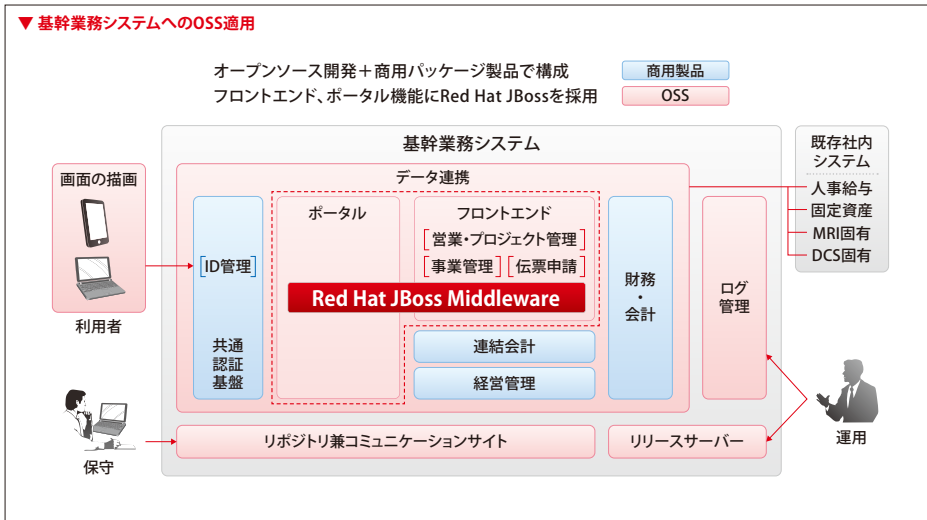 ▼ 基幹業務システムへのOSS適用
オープンソース開発＋商用パッケージ製品で構成
商用製品
フロントエンド、ポータル機能にRed Hat JBossを採用
OSS
基幹業務システム
既存社内
システム
人事給与
固定資産
MRI固有
DCS固有
画面の描画
利用者
データ連携
ポータル
フロントエンド
[営業・プロジェクト管理]
[事業管理] [伝票申請]
[ID管理]
Red Hat JBoss Middleware
共通
認証
基盤
連結会計
経営管理
財務
・
会計
ログ
管理
リポジトリ兼コミュニケーションサイト
リリースサーバー
保守
運用